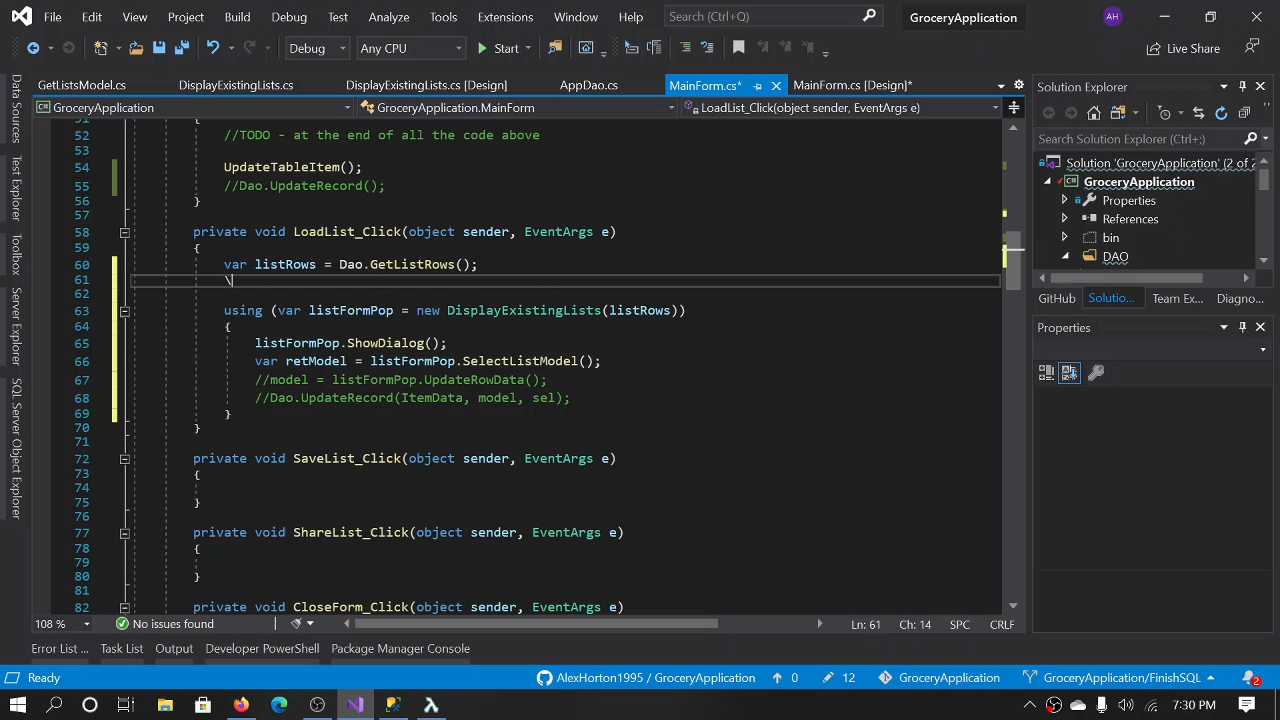 File Edit View Project Build Debug Test Analyze Tools Extensions Window Help Search (Ctrl+Q) GroceryApplication AH
Debug Any CPU Start Live Share
GetListsModel.cs DisplayExistingLists.cs DisplayExistingLists.cs [Design] AppDao.cs MainForm.cs* MainForm.cs [Design]*
GroceryApplication GroceryApplication.MainForm LoadList_Click(object sender, EventArgs e)
Data Sources
Test Explorer
Toolbox
Server Explorer
SQL Server Object Explorer
51 {
52 //TODO - at the end of all the code above
53
54 UpdateTableItem();
55 //Dao.UpdateRecord();
56 }
57
58 private void LoadList_Click(object sender, EventArgs e)
59 {
60 var listRows = Dao.GetListRows();
61 \
62
63 using (var listFormPop = new DisplayExistingLists(listRows))
64 {
65 listFormPop.ShowDialog();
66 var retModel = listFormPop.SelectListModel();
67 //model = listFormPop.UpdateRowData();
68 //Dao.UpdateRecord(ItemData, model, sel);
69 }
70 }
71
72 private void SaveList_Click(object sender, EventArgs e)
73 {
74
75 }
76
77 private void ShareList_Click(object sender, EventArgs e)
78 {
79
80 }
81
82 private void CloseForm_Click(object sender, EventArgs e)
108 % No issues found Ln: 61 Ch: 14 SPC CRLF
Solution Explorer
Search Solution Explorer (Ctrl+;)
Solution 'GroceryApplication' (2 of 2
GroceryApplication
Properties
References
bin
DAO
GitHub Solutio... Team Ex... Diagno...
Properties
Error List ... Task List Output Developer PowerShell Package Manager Console
Ready AlexHorton1995 / GroceryApplication 0 12 GroceryApplication GroceryApplication/FinishSQL 2
7:30 PM